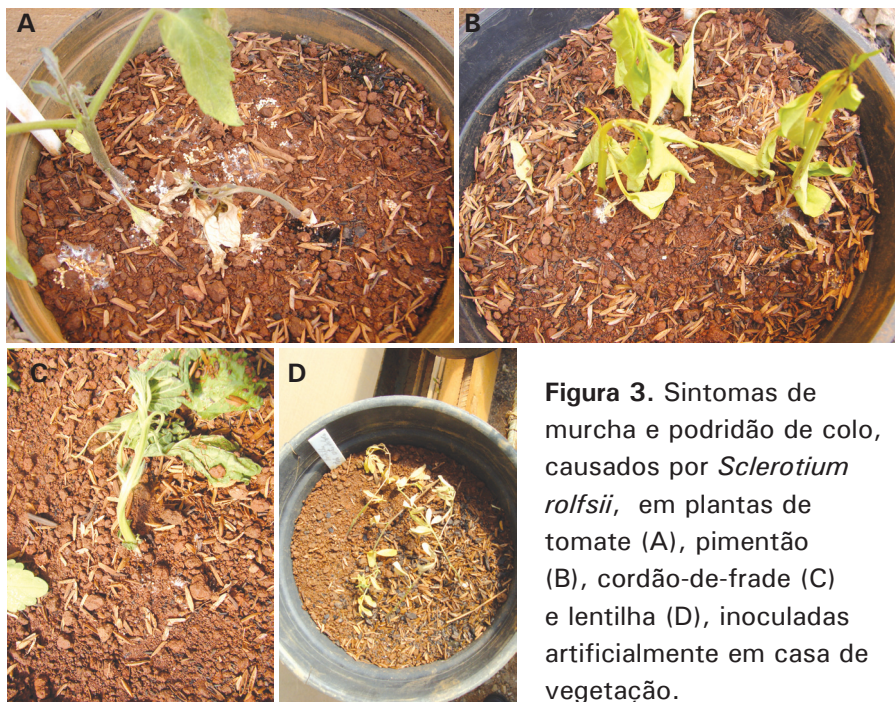 A
B
C
D
Figura 3. Sintomas de
murcha e podridão de colo,
causados por Sclerotium
rolfsii, em plantas de
tomate (A), pimentão
(B), cordão-de-frade (C)
e lentilha (D), inoculadas
artificialmente em casa de
vegetação.